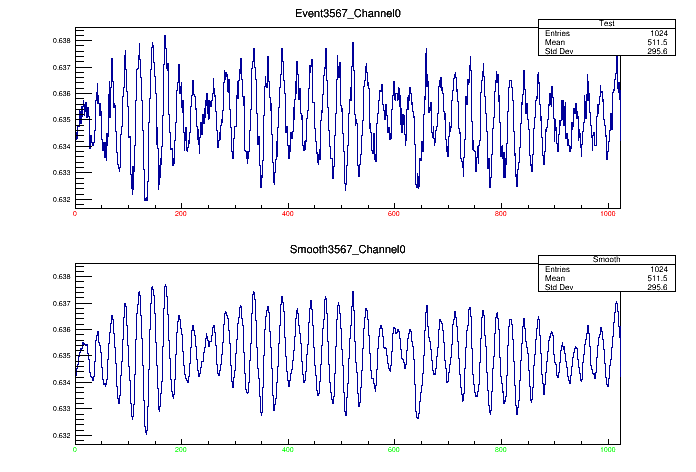 Event3567_Channel0
Test
Entries 1024
Mean 511.5
Std Dev 295.6
0.638
0.637
0.636
0.635
0.634
0.633
0.632
0 200 400 600 800 1000
Smooth3567_Channel0
Smooth
Entries 1024
Mean 511.5
Std Dev 295.6
0.638
0.637
0.636
0.635
0.634
0.633
0.632
0 200 400 600 800 1000